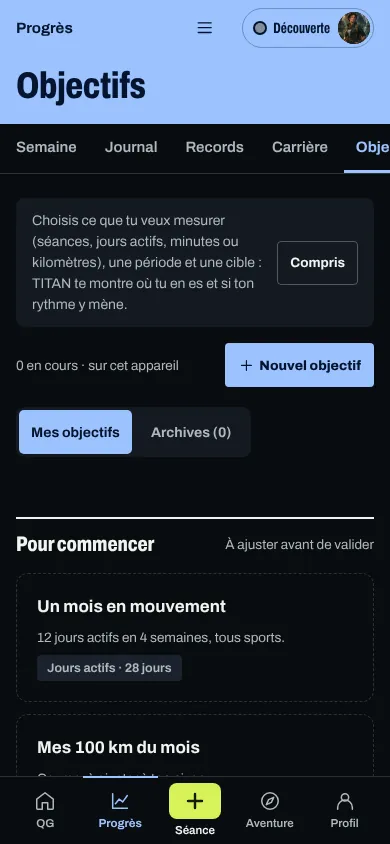 Progrès
Découverte
Objectifs
Semaine Journal Records Carrière Obje
Choisis ce que tu veux mesurer
(séances, jours actifs, minutes ou
kilomètres), une période et une cible :
TITAN te montre où tu en es et si ton
rythme y mène.
Compris
0 en cours · sur cet appareil
+ Nouvel objectif
Mes objectifs
Archives (0)
Pour commencer
À ajuster avant de valider
Un mois en mouvement
12 jours actifs en 4 semaines, tous sports.
Jours actifs · 28 jours
Mes 100 km du mois
QG
Progrès
Séance
Aventure
Profil